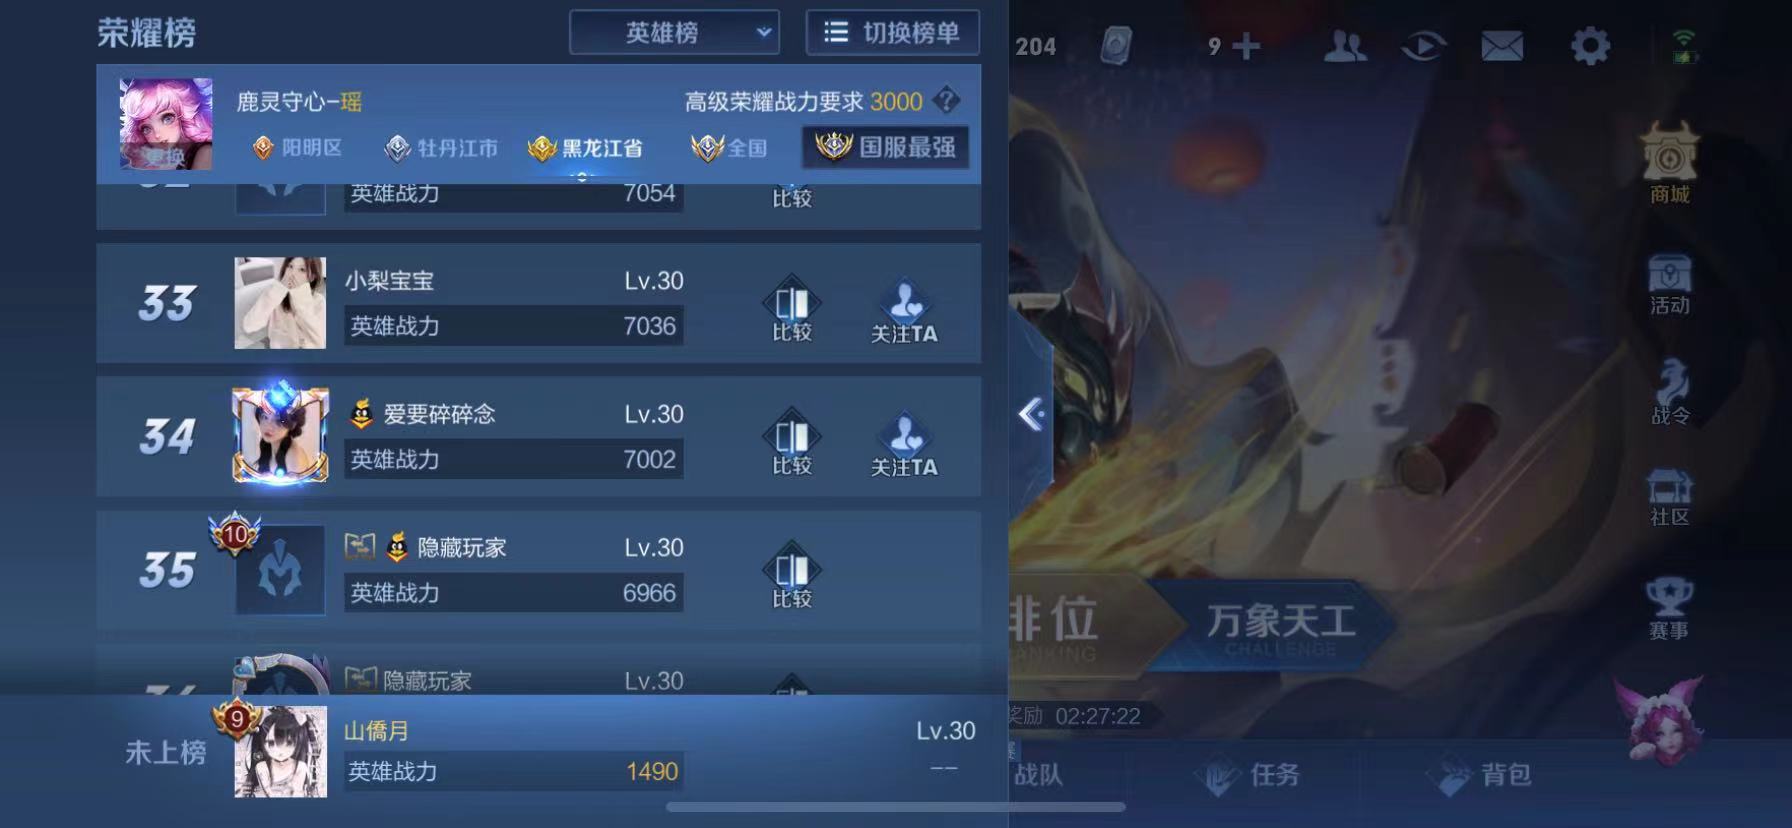 荣耀榜
英雄榜
切换榜单
204
9
鹿灵守心-瑶
高级荣耀战力要求 3000
?
更换
阳明区
牡丹江市
黑龙江省
全国
国服最强
英雄战力 7054
比较
33
小梨宝宝 Lv.30
英雄战力 7036
比较
关注TA
34
爱要碎碎念 Lv.30
英雄战力 7002
比较
关注TA
35
10
隐藏玩家 Lv.30
英雄战力 6966
比较
隐藏玩家 Lv.30
未上榜
9
山僑月 Lv.30
英雄战力 1490
--
商城
活动
战令
社区
赛事
排位
RANKING
万象天工
CHALLENGE
奖励 02:27:22
战队
任务
背包